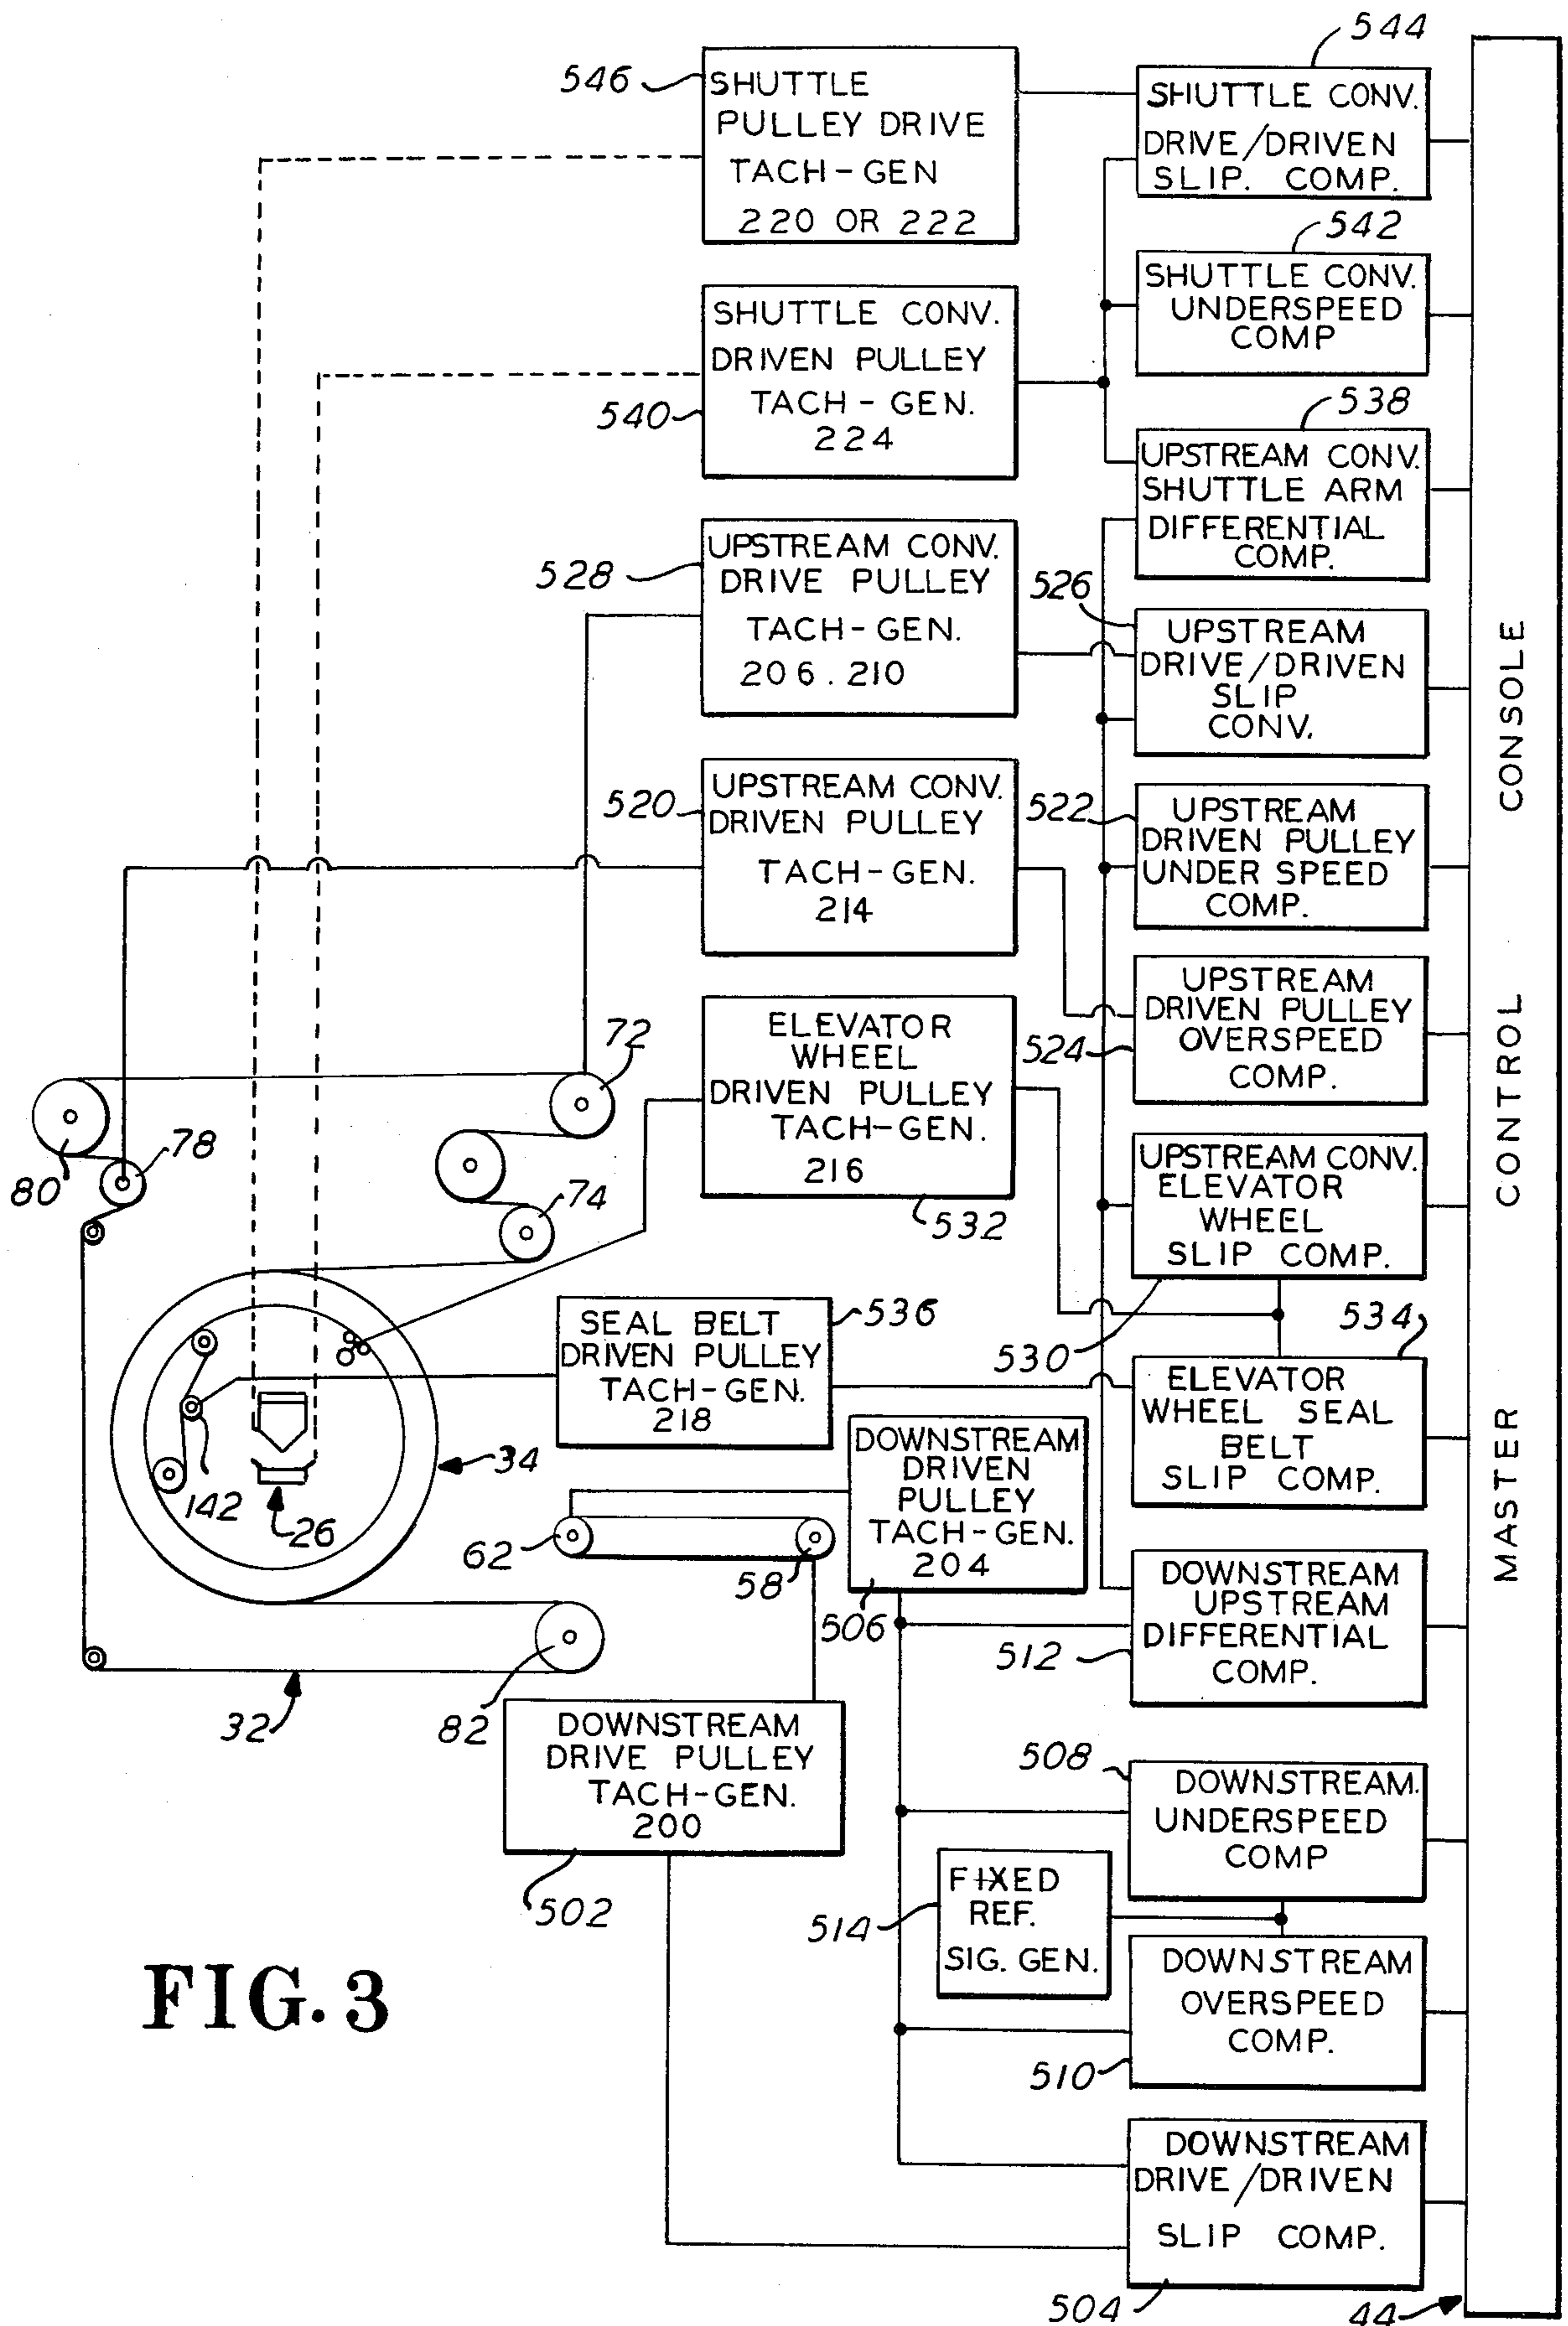 544
546
SHUTTLE
PULLEY DRIVE
TACH-GEN
220 OR 222
SHUTTLE CONV.
DRIVE/DRIVEN
SLIP. COMP.
542
SHUTTLE CONV.
UNDERSPEED
COMP
SHUTTLE CONV.
DRIVEN PULLEY
TACH-GEN.
224
540
538
UPSTREAM CONV.
SHUTTLE ARM
DIFFERENTIAL
COMP.
528
UPSTREAM CONV.
DRIVE PULLEY
TACH-GEN.
206.210
526
UPSTREAM
DRIVE/DRIVEN
SLIP
CONV.
520
UPSTREAM CONV.
DRIVEN PULLEY
TACH-GEN.
214
522
UPSTREAM
DRIVEN PULLEY
UNDER SPEED
COMP.
UPSTREAM
DRIVEN PULLEY
OVERSPEED
COMP.
524
ELEVATOR
WHEEL
DRIVEN PULLEY
TACH-GEN.
216
532
72
78
80
74
UPSTREAM CONV.
ELEVATOR
WHEEL
SLIP COMP.
530
SEAL BELT
DRIVEN PULLEY
TACH-GEN.
218
536
534
ELEVATOR
WHEEL SEAL
BELT
SLIP COMP.
34
142
26
DOWNSTREAM
DRIVEN
PULLEY
TACH-GEN.
204
62
58
506
DOWNSTREAM
UPSTREAM
DIFFERENTIAL
COMP.
512
32
82
DOWNSTREAM
DRIVE PULLEY
TACH-GEN.
200
502
508
DOWNSTREAM.
UNDERSPEED
COMP
514
FIXED
REF.
SIG. GEN.
DOWNSTREAM
OVERSPEED
COMP.
510
DOWNSTREAM
DRIVE/DRIVEN
SLIP COMP.
504
44
MASTER CONTROL CONSOLE
FIG. 3